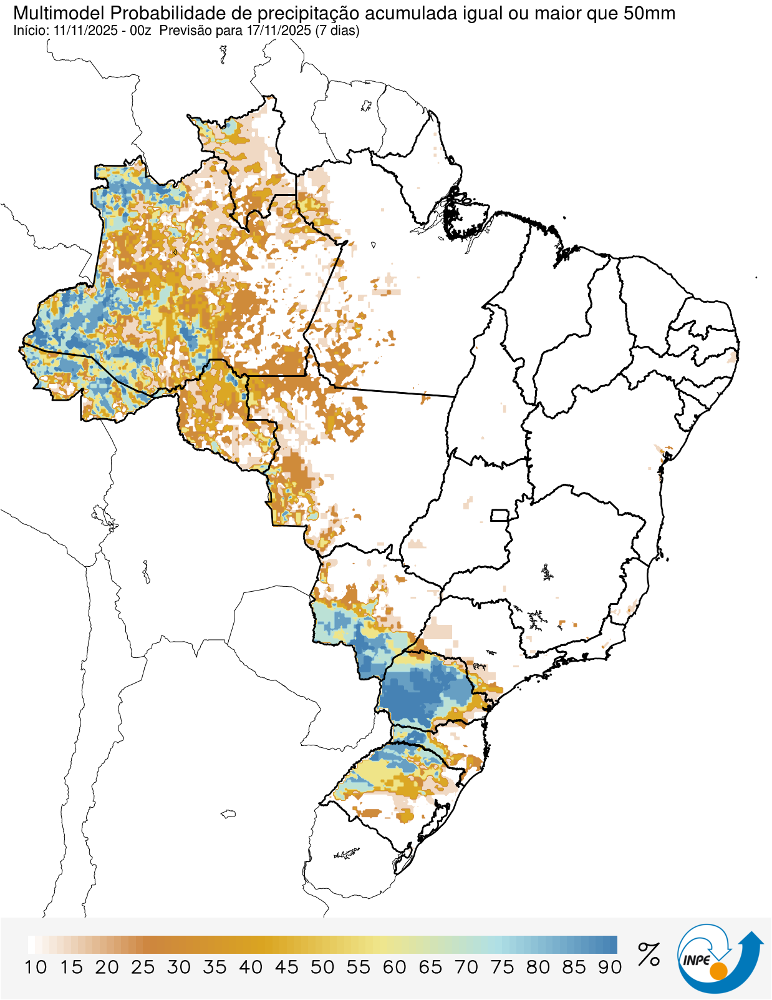 Multimodel Probabilidade de precipitação acumulada igual ou maior que 50mm
Início: 11/11/2025 - 00z  Previsão para 17/11/2025 (7 dias)
10 15 20 25 30 35 40 45 50 55 60 65 70 75 80 85 90 %
INPE